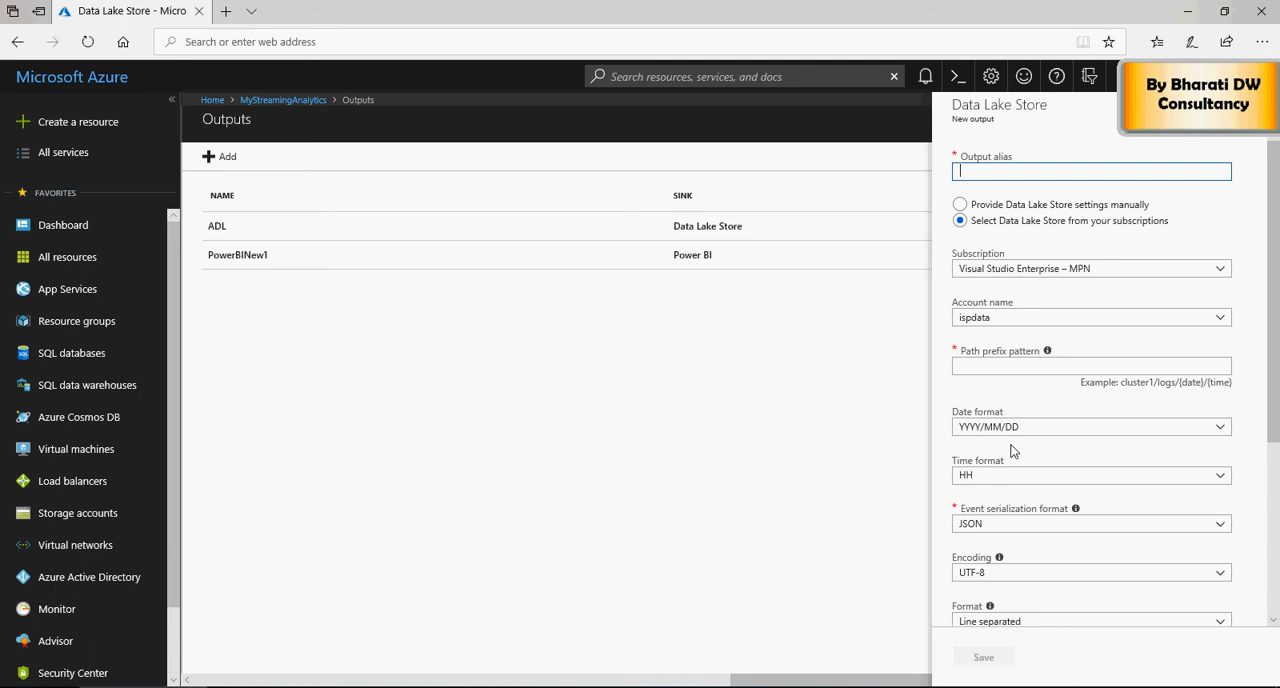 Data Lake Store - Micro
Search or enter web address
Microsoft Azure
Search resources, services, and docs
By Bharati DW
Consultancy
Create a resource
All services
FAVORITES
Dashboard
All resources
App Services
Resource groups
SQL databases
SQL data warehouses
Azure Cosmos DB
Virtual machines
Load balancers
Storage accounts
Virtual networks
Azure Active Directory
Monitor
Advisor
Security Center
Home > MyStreamingAnalytics > Outputs
Outputs
Add
NAME SINK
ADL Data Lake Store
PowerBINew1 Power BI
Data Lake Store
New output
* Output alias
Provide Data Lake Store settings manually
Select Data Lake Store from your subscriptions
Subscription
Visual Studio Enterprise – MPN
Account name
ispdata
* Path prefix pattern
Example: cluster1/logs/{date}/{time}
Date format
YYYY/MM/DD
Time format
HH
* Event serialization format
JSON
Encoding
UTF-8
Format
Line separated
Save